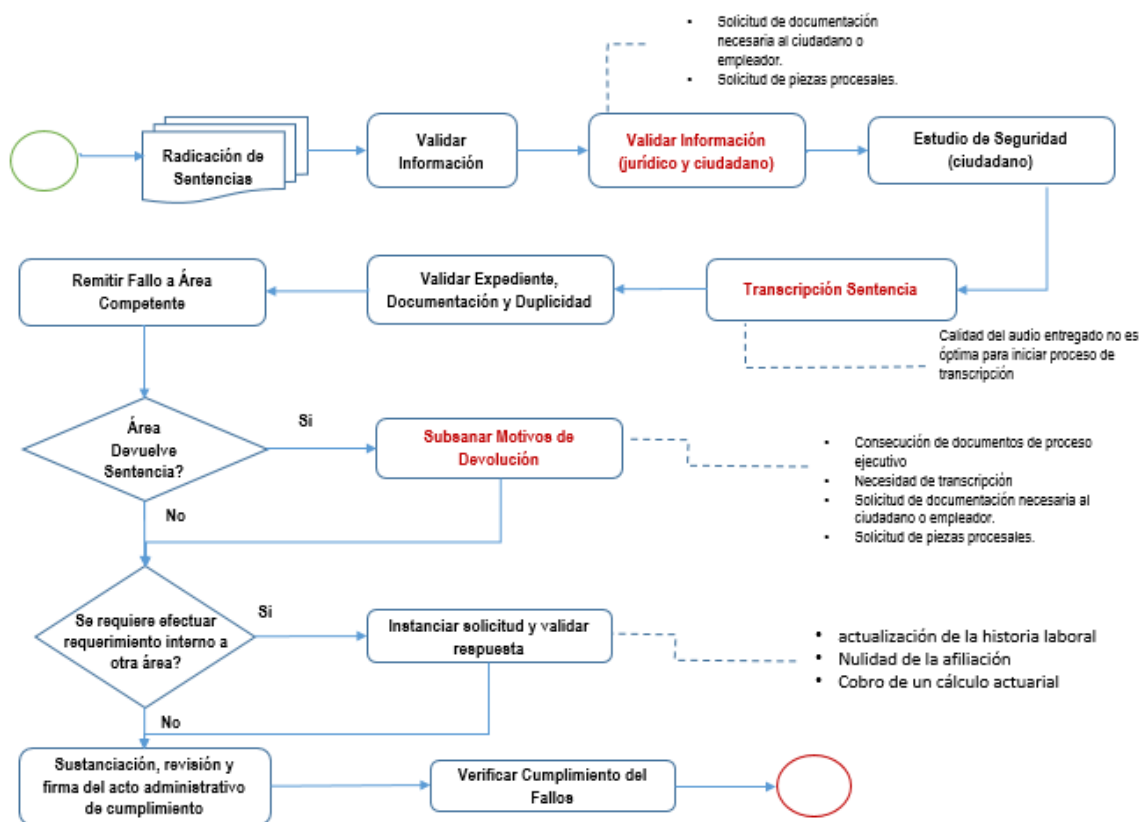 • Solicitud de documentación
necesaria al ciudadano o
empleador.
• Solicitud de piezas procesales.
Radicación de
Sentencias
Validar
Información
Validar Información
(jurídico y ciudadano)
Estudio de Seguridad
(ciudadano)
Remitir Fallo a Área
Competente
Validar Expediente,
Documentación y Duplicidad
Transcripción Sentencia
Calidad del audio entregado no es
óptima para iniciar proceso de
transcripción
Área
Devuelve
Sentencia?
Si
Subsanar Motivos de
Devolución
• Consecución de documentos de proceso
ejecutivo
• Necesidad de transcripción
• Solicitud de documentación necesaria al
ciudadano o empleador.
• Solicitud de piezas procesales.
No
Se requiere efectuar
requerimiento interno a
otra área?
Si
Instanciar solicitud y validar
respuesta
• actualización de la historia laboral
• Nulidad de la afiliación
• Cobro de un cálculo actuarial
No
Sustanciación, revisión y
firma del acto administrativo
de cumplimiento
Verificar Cumplimiento del
Fallos